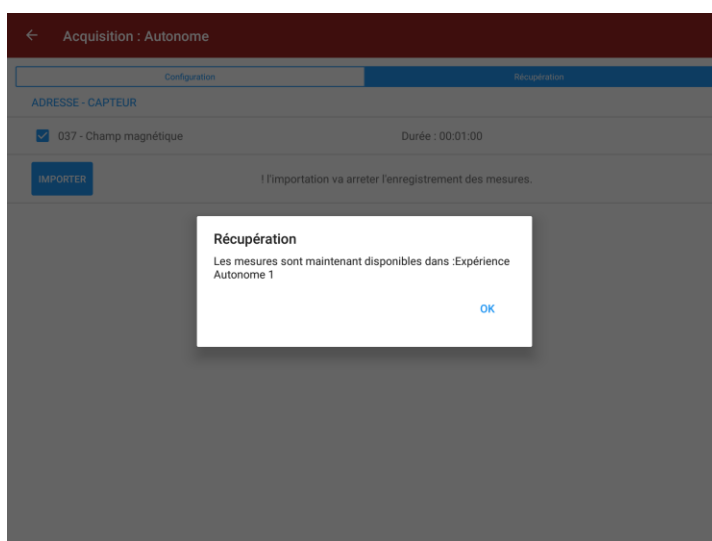 Acquisition : Autonome
Configuration
Récupération
ADRESSE - CAPTEUR
037 - Champ magnétique
Durée : 00:01:00
IMPORTER
! l'importation va arreter l'enregistrement des mesures.
Récupération
Les mesures sont maintenant disponibles dans :Expérience
Autonome 1
OK